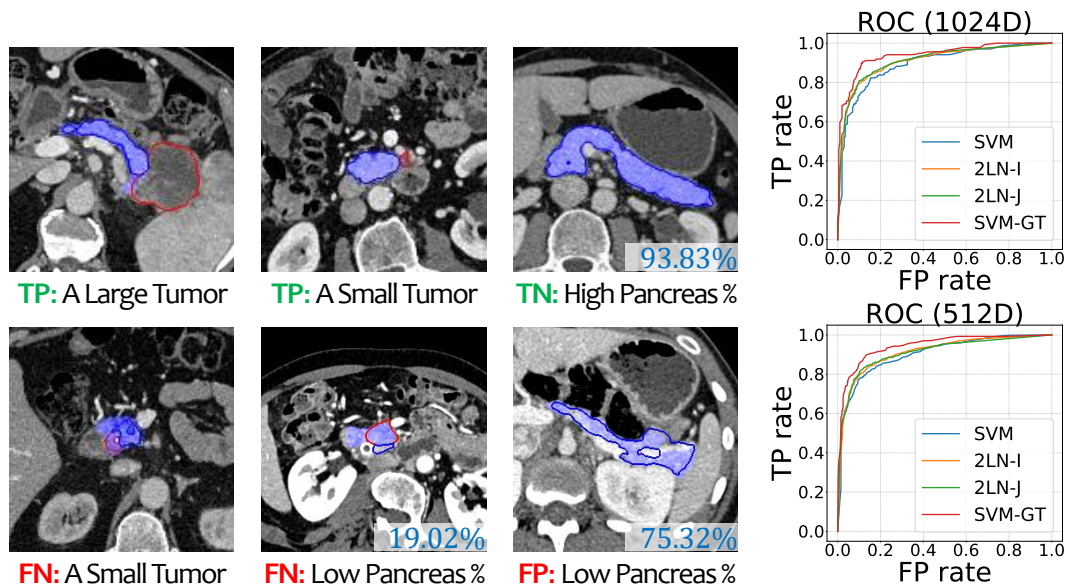 93.83%
TP: A Large Tumor
TP: A Small Tumor
TN: High Pancreas %
19.02%
75.32%
FN: A Small Tumor
FN: Low Pancreas %
FP: Low Pancreas %
ROC (1024D)
TP rate
1.0
0.8
0.6
0.4
0.2
0.0
SVM
2LN-I
2LN-J
SVM-GT
0.0 0.2 0.4 0.6 0.8 1.0
FP rate
ROC (512D)
TP rate
1.0
0.8
0.6
0.4
0.2
0.0
SVM
2LN-I
2LN-J
SVM-GT
0.0 0.2 0.4 0.6 0.8 1.0
FP rate